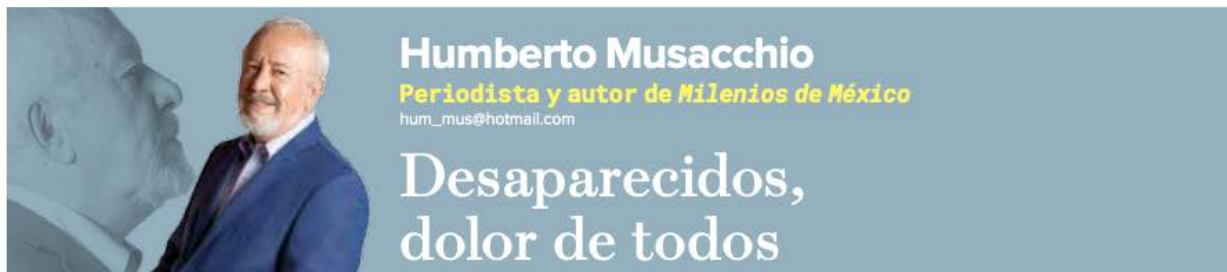 Humberto Musacchio
Periodista y autor de Milenios de México
hum_mus@hotmail.com
Desaparecidos,
dolor de todos